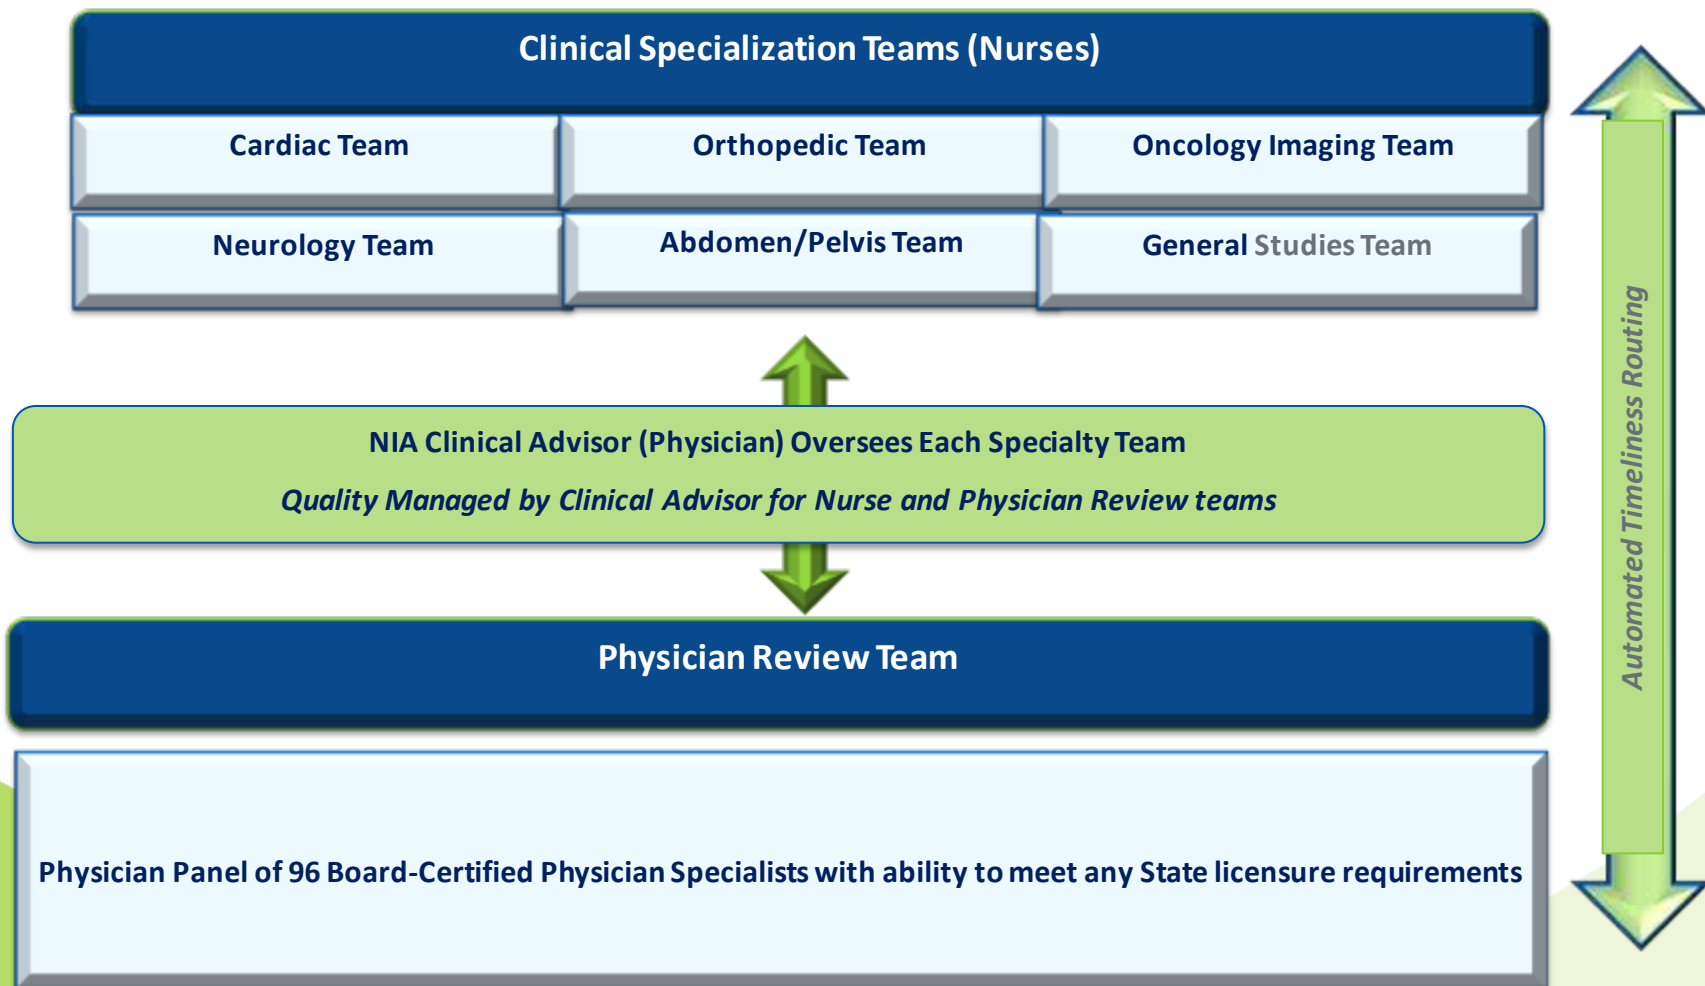 Clinical Specialization Teams (Nurses)
Cardiac Team
Orthopedic Team
Oncology Imaging Team
Neurology Team
Abdomen/Pelvis Team
General Studies Team
NIA Clinical Advisor (Physician) Oversees Each Specialty Team
Quality Managed by Clinical Advisor for Nurse and Physician Review teams
Physician Review Team
Physician Panel of 96 Board-Certified Physician Specialists with ability to meet any State licensure requirements
Automated Timeliness Routing